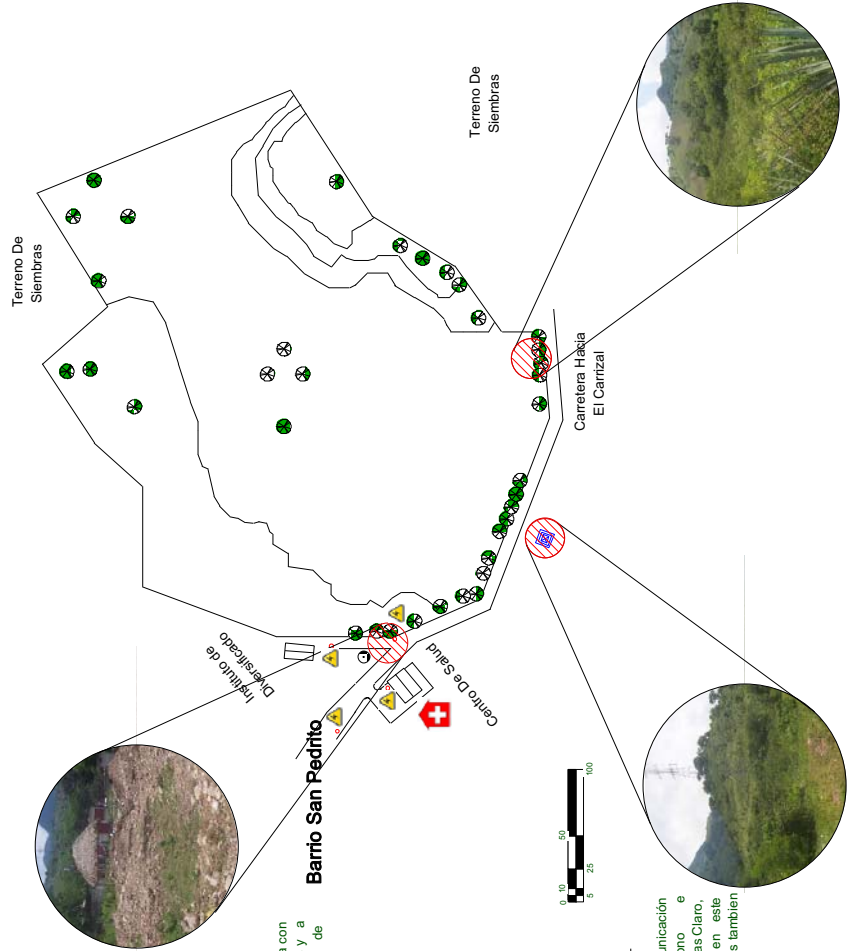 Terreno De
Siembras
Terreno De
Siembras
Carretera Hacia
El Carrizal
Instituto de
Diversificado
Centro De Salud
Barrio San Pedrito
0 10 50 100
5 25
a con
y a
de
unicación
ono e
as Claro,
en este
s tambien